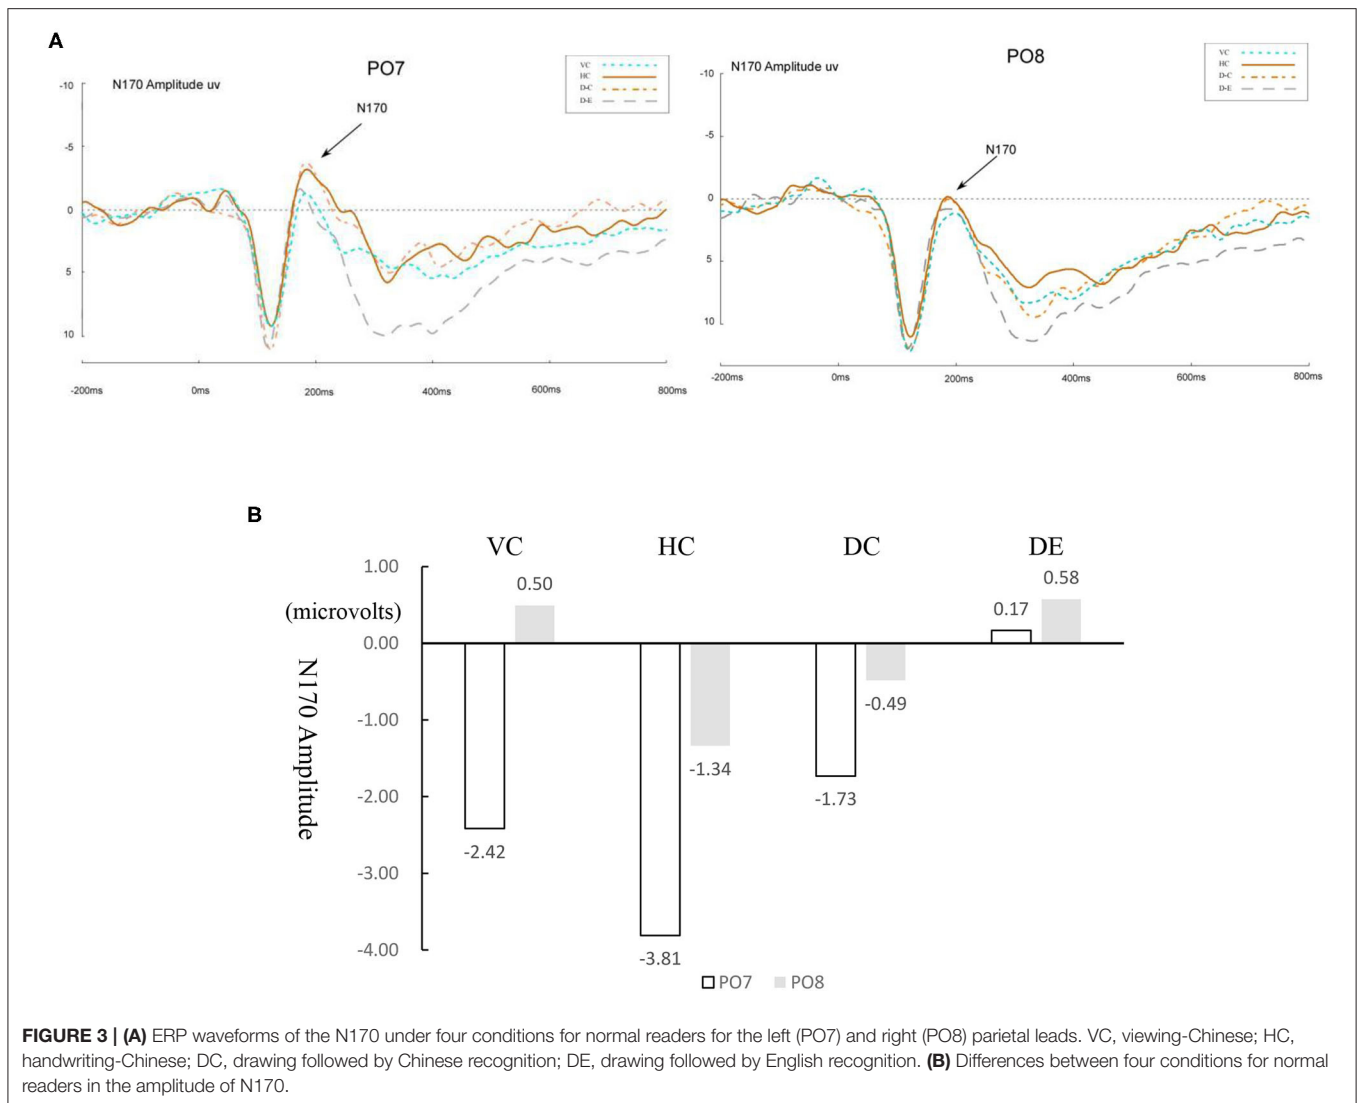 A
PO7
N170 Amplitude uv
VC
HC
D-C
D-E
N170
-10
-5
0
5
10
-200ms 0ms 200ms 400ms 600ms 800ms
PO8
N170 Amplitude uv
VC
HC
D-C
D-E
N170
-10
-5
0
5
10
-200ms 0ms 200ms 400ms 600ms 800ms
B
VC HC DC DE
1.00
(microvolts)
0.00
-1.00
-2.00
-3.00
-4.00
N170 Amplitude
0.50
0.58
0.17
-0.49
-1.34
-1.73
-2.42
-3.81
PO7 PO8
FIGURE 3 | (A) ERP waveforms of the N170 under four conditions for normal readers for the left (PO7) and right (PO8) parietal leads. VC, viewing-Chinese; HC,
handwriting-Chinese; DC, drawing followed by Chinese recognition; DE, drawing followed by English recognition. (B) Differences between four conditions for normal
readers in the amplitude of N170.